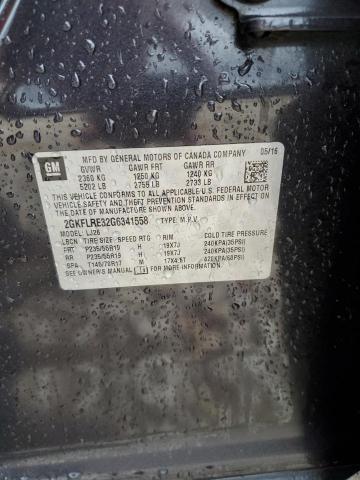 GM
MFD BY GENERAL MOTORS OF CANADA COMPANY 05/16
GVWR GAWR FRT GAWR RR
2360 KG 1250 KG 1240 KG
5202 LB 2756 LB 2733 LB
THIS VEHICLE CONFORMS TO ALL APPLICABLE U.S. FEDERAL MOTOR
VEHICLE SAFETY, BUMPER, AND THEFT PREVENTION STANDARDS
IN EFFECT ON THE DATE OF MANUFACTURE SHOWN ABOVE.
2GKFLRE32G6341558 TYPE: M.P.V.
MODEL: LJ26
LBCN TIRE SIZE SPEED RTG RIM COLD TIRE PRESSURE
FRT P235/55R19 H 19X7J 240KPA(35PSI)
RR P235/55R19 H 19X7J 240KPA(35PSI)
SPA T145/70R17 M 17X4.5T 420KPA(60PSI)
SEE OWNER'S MANUAL FOR ADDITIONAL INFORMATION.